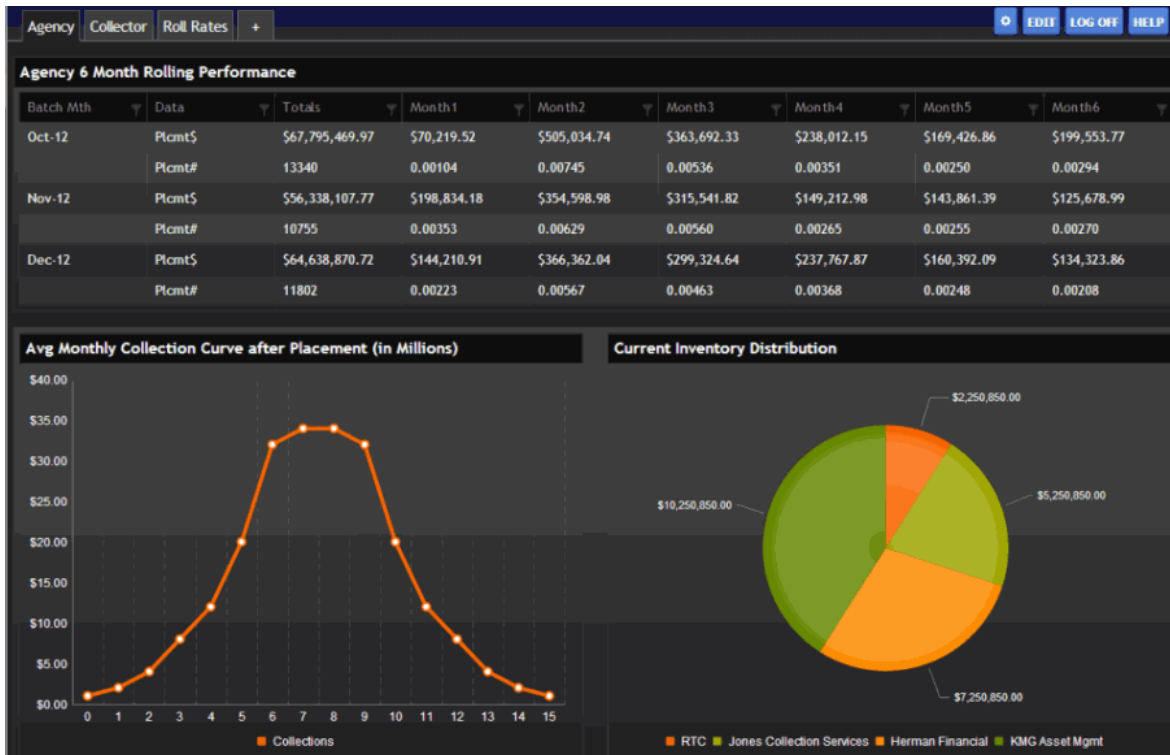 Agency Collector Roll Rates + EDIT LOG OFF HELP
Agency 6 Month Rolling Performance
Batch Mth Data Totals Month1 Month2 Month3 Month4 Month5 Month6
Oct-12 Plcmt$ $67,795,469.97 $70,219.52 $505,034.74 $363,692.33 $238,012.15 $169,426.86 $199,553.77
Plcmt# 13340 0.00104 0.00745 0.00536 0.00351 0.00250 0.00294
Nov-12 Plcmt$ $56,338,107.77 $198,834.18 $354,598.98 $315,541.82 $149,212.98 $143,861.39 $125,678.99
Plcmt# 10755 0.00353 0.00629 0.00560 0.00265 0.00255 0.00270
Dec-12 Plcmt$ $64,638,870.72 $144,210.91 $366,362.04 $299,324.64 $237,767.87 $160,392.09 $134,323.86
Plcmt# 11802 0.00223 0.00567 0.00463 0.00368 0.00248 0.00208
Avg Monthly Collection Curve after Placement (in Millions)
$40.00
$35.00
$30.00
$25.00
$20.00
$15.00
$10.00
$5.00
$0.00
0 1 2 3 4 5 6 7 8 9 10 11 12 13 14 15
Collections
Current Inventory Distribution
$2,250,850.00
$5,250,850.00
$10,250,850.00
$7,250,850.00
RTC Jones Collection Services Herman Financial KMG Asset Mgmt